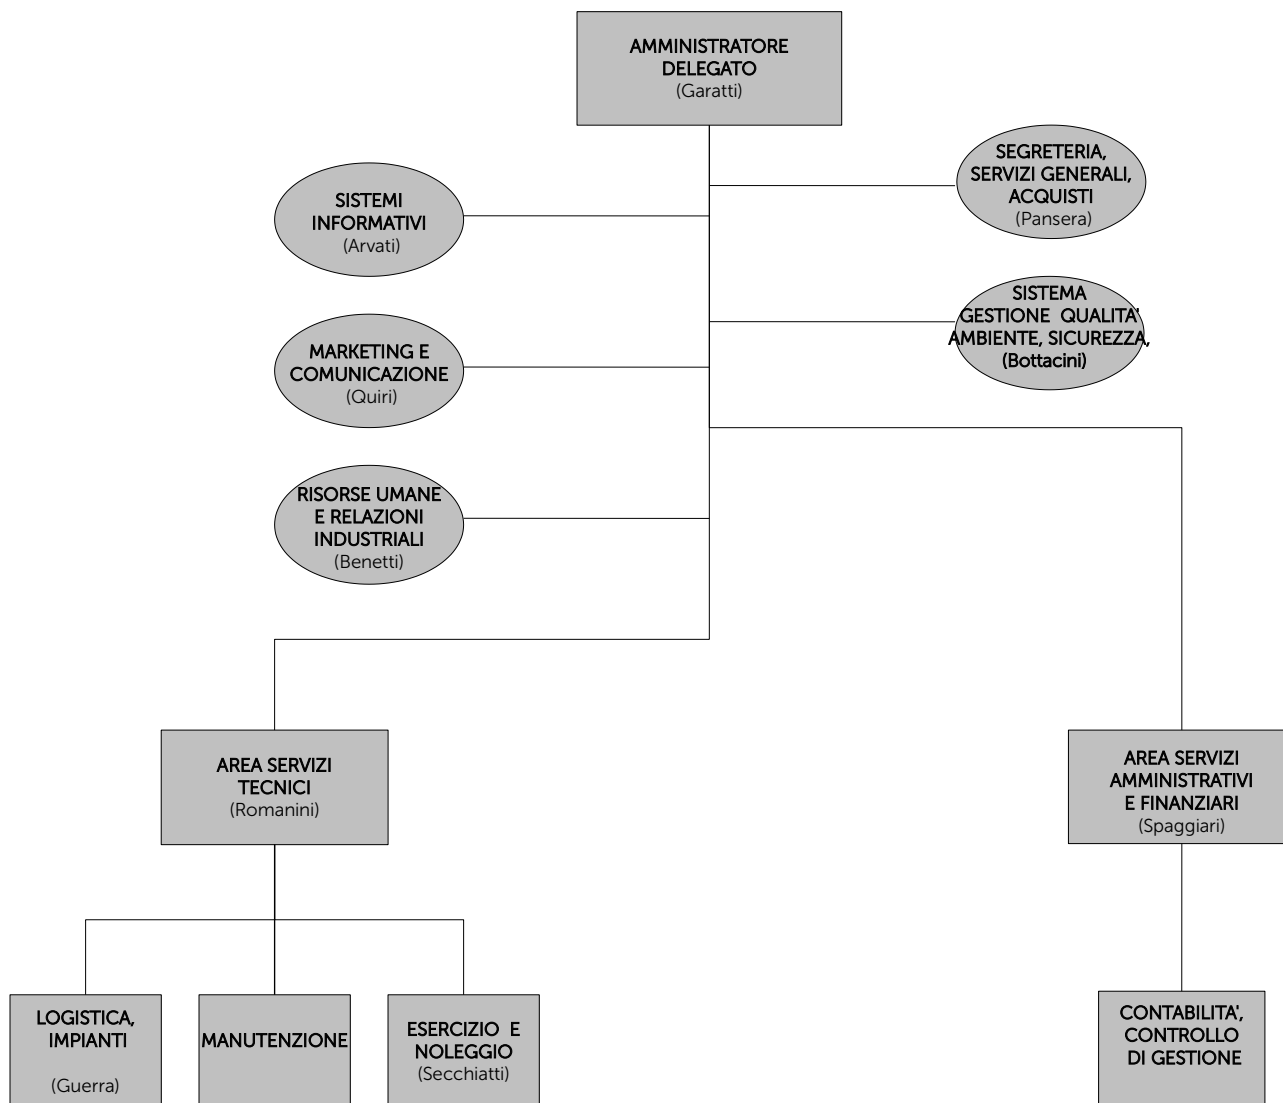 AMMINISTRATORE
DELEGATO
(Garatti)
SEGRETERIA,
SERVIZI GENERALI,
ACQUISTI
(Pansera)
SISTEMI
INFORMATIVI
(Arvati)
SISTEMA
GESTIONE QUALITA'
AMBIENTE, SICUREZZA,
(Bottacini)
MARKETING E
COMUNICAZIONE
(Quiri)
RISORSE UMANE
E RELAZIONI
INDUSTRIALI
(Benetti)
AREA SERVIZI
TECNICI
(Romanini)
AREA SERVIZI
AMMINISTRATIVI
E FINANZIARI
(Spaggiari)
LOGISTICA,
IMPIANTI
(Guerra)
MANUTENZIONE
ESERCIZIO E
NOLEGGIO
(Secchiatti)
CONTABILITA',
CONTROLLO
DI GESTIONE